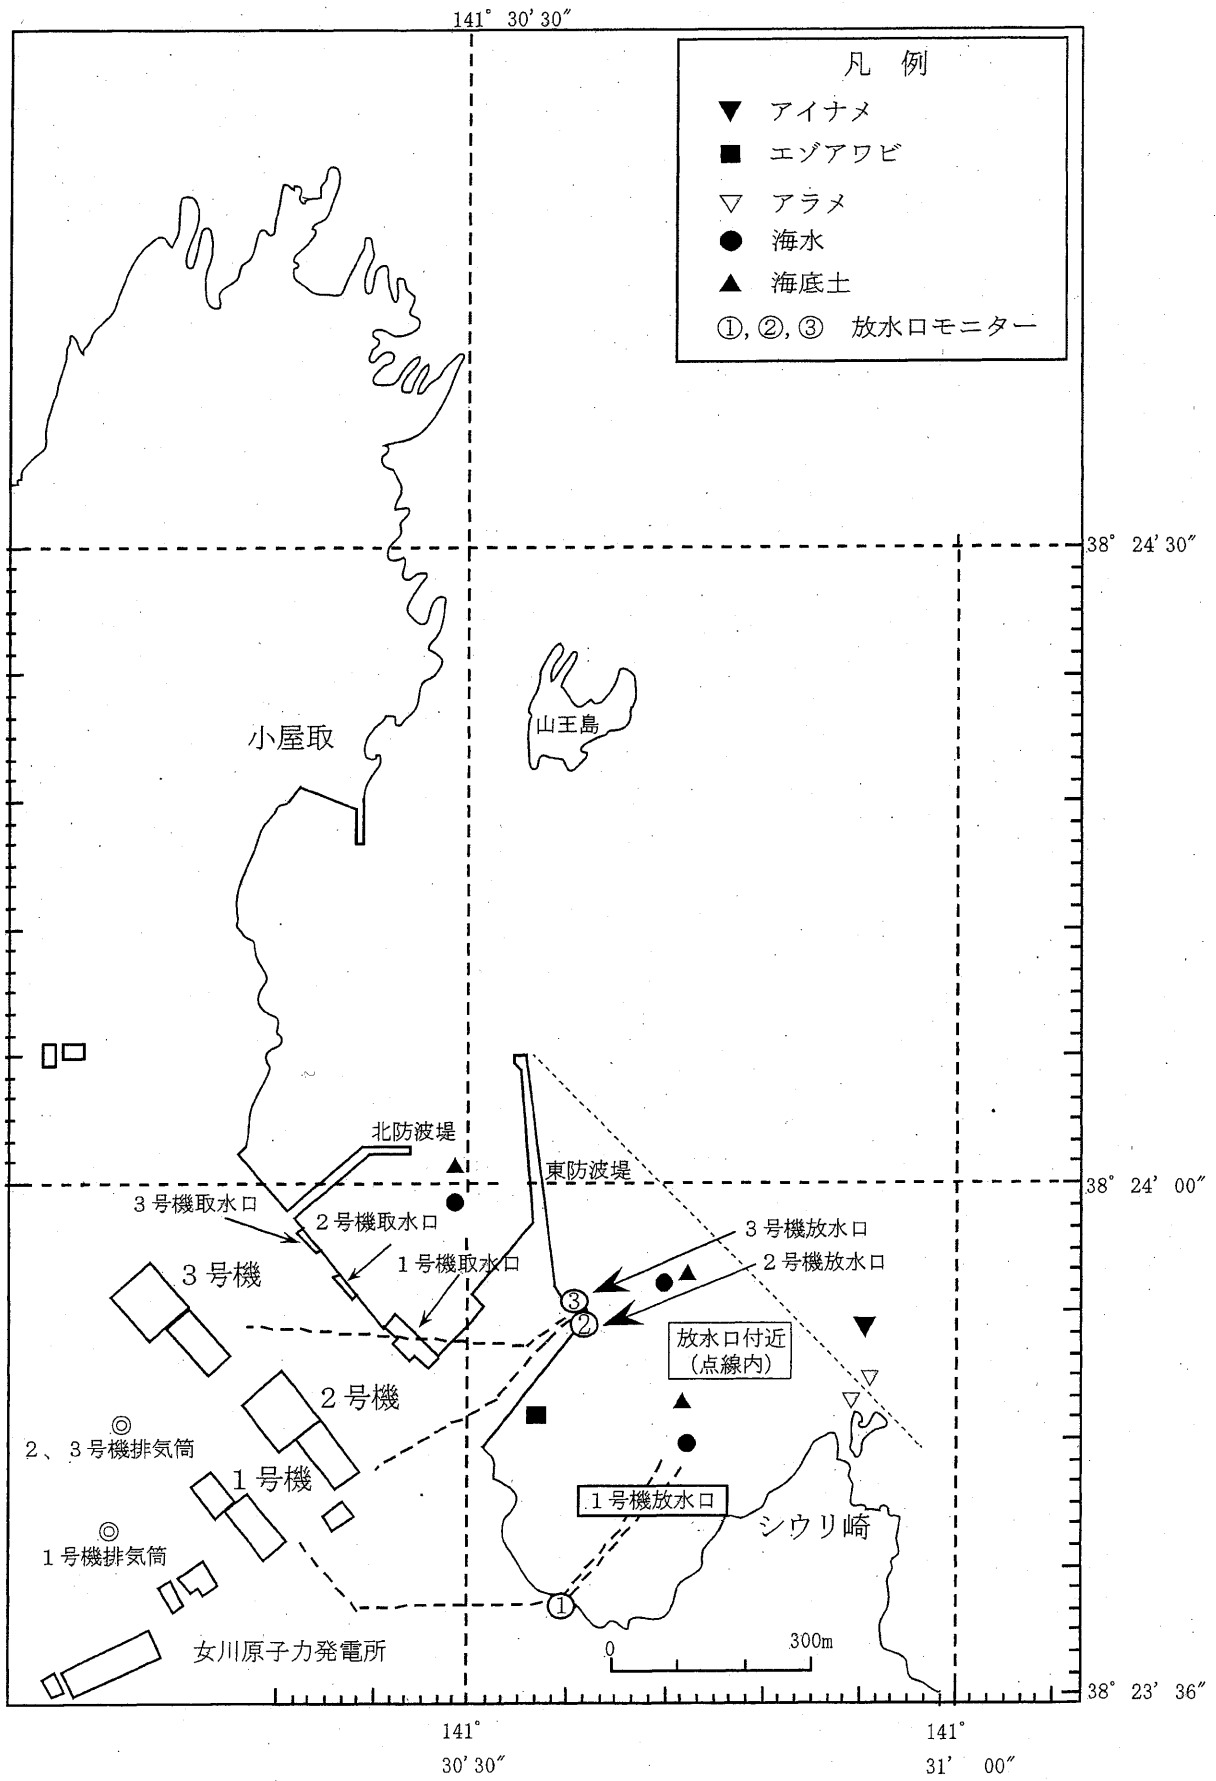 141° 30′30″
凡 例
▼ アイナメ
■ エゾアワビ
▽ アラメ
● 海水
▲ 海底土
①, ②, ③ 放水口モニター
38° 24′30″
山王島
小屋取
北防波堤
東防波堤
38° 24′00″
3号機取水口
2号機取水口
1号機取水口
3号機放水口
2号機放水口
3号機
③
②
放水口付近
(点線内)
2号機
2、3号機排気筒
1号機
1号機放水口
シウリ崎
1号機排気筒
①
女川原子力発電所
0 300m
38° 23′36″
141°
30′30″
141°
31′ 00″